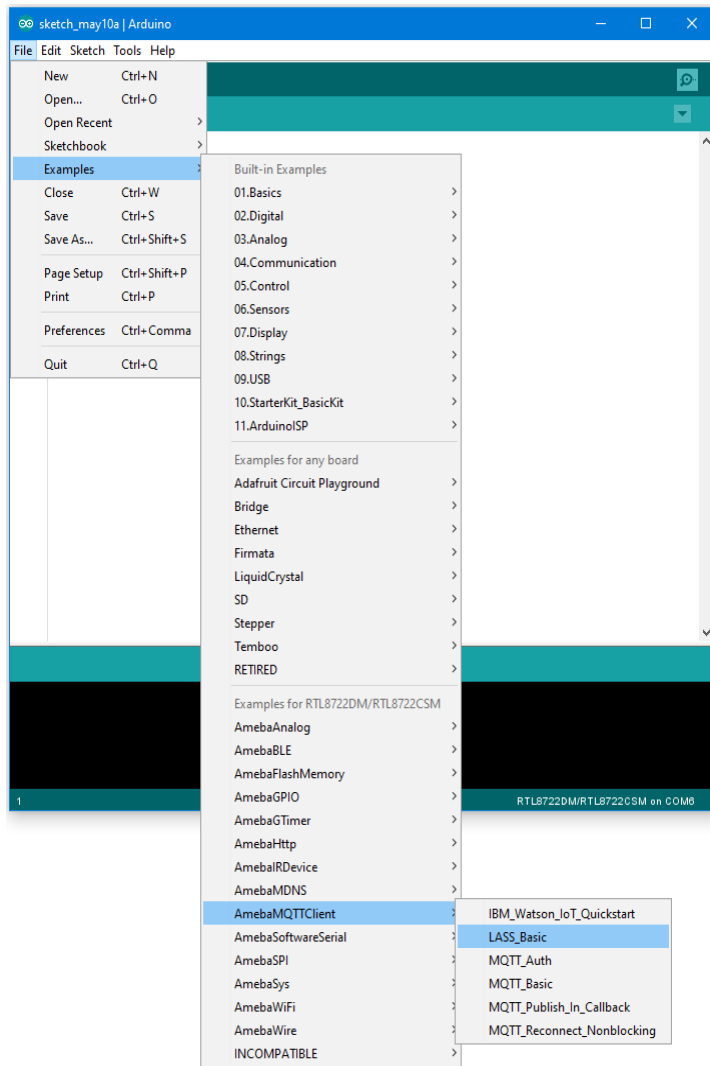 sketch_may10a | Arduino
File Edit Sketch Tools Help
New Ctrl+N
Open... Ctrl+O
Open Recent
Sketchbook
Examples
Close Ctrl+W
Save Ctrl+S
Save As... Ctrl+Shift+S
Page Setup Ctrl+Shift+P
Print Ctrl+P
Preferences Ctrl+Comma
Quit Ctrl+Q
Built-in Examples
01.Basics
02.Digital
03.Analog
04.Communication
05.Control
06.Sensors
07.Display
08.Strings
09.USB
10.StarterKit_BasicKit
11.ArduinoISP
Examples for any board
Adafruit Circuit Playground
Bridge
Ethernet
Firmata
LiquidCrystal
SD
Stepper
Temboo
RETIRED
Examples for RTL8722DM/RTL8722CSM
AmebaAnalog
AmebaBLE
AmebaFlashMemory
AmebaGPIO
AmebaGTimer
AmebaHttp
AmebaIRDevice
AmebaMDNS
AmebaMQTTClient
AmebaSoftwareSerial
AmebaSPI
AmebaSys
AmebaWiFi
AmebaWire
INCOMPATIBLE
IBM_Watson_IoT_Quickstart
LASS_Basic
MQTT_Auth
MQTT_Basic
MQTT_Publish_In_Callback
MQTT_Reconnect_Nonblocking
1 RTL8722DM/RTL8722CSM on COM6